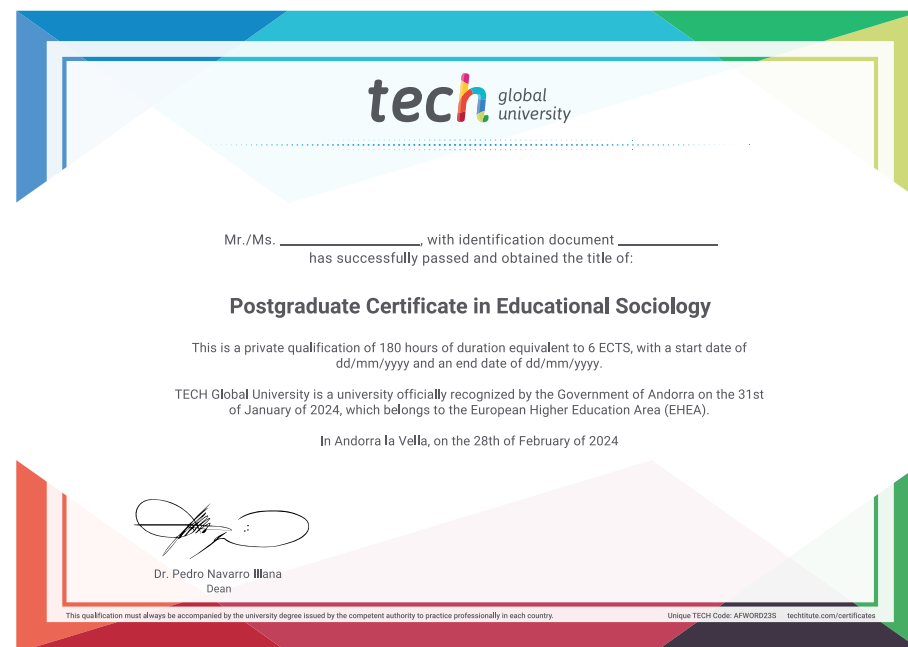 tech global university
Mr./Ms. ____________, with identification document ____________
has successfully passed and obtained the title of:
Postgraduate Certificate in Educational Sociology
This is a private qualification of 180 hours of duration equivalent to 6 ECTS, with a start date of
dd/mm/yyyy and an end date of dd/mm/yyyy.
TECH Global University is a university officially recognized by the Government of Andorra on the 31st
of January of 2024, which belongs to the European Higher Education Area (EHEA).
In Andorra la Vella, on the 28th of February of 2024
Dr. Pedro Navarro Illana
Dean
This qualification must always be accompanied by the university degree issued by the competent authority to practice professionally in each country.
Unique TECH Code: AFWORD23S techtitute.com/certificates